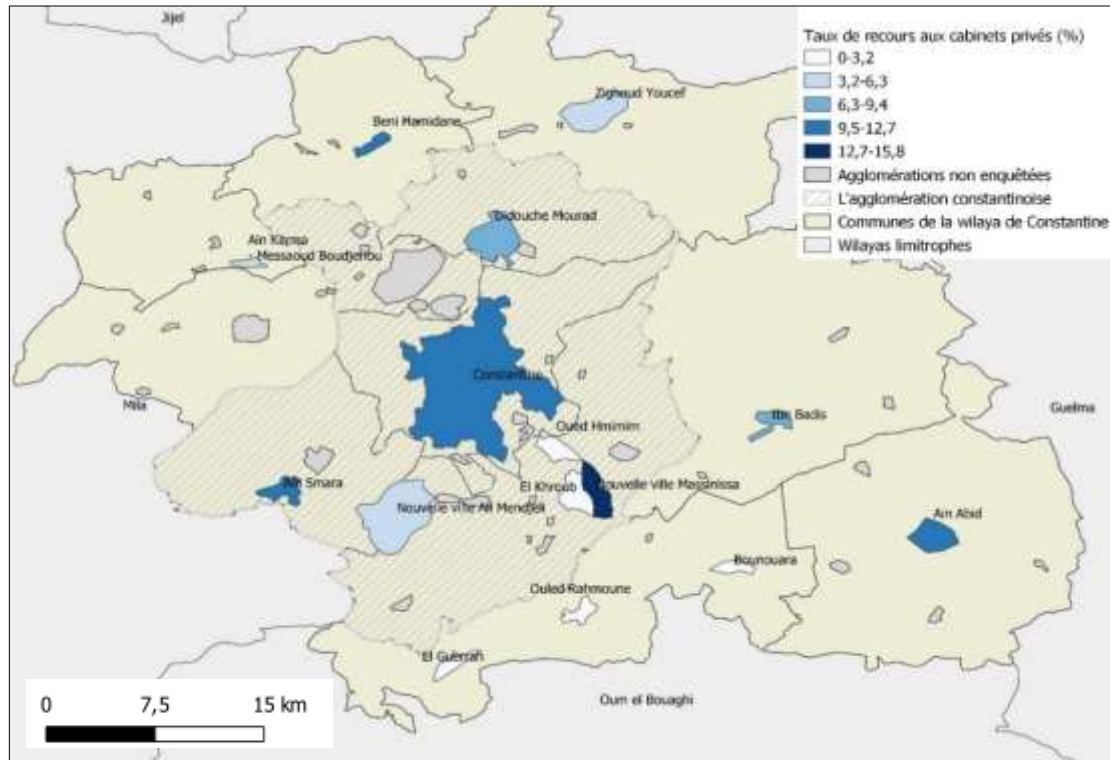 Jijel
Taux de recours aux cabinets privés (%)
0-3,2
3,2-6,3
6,3-9,4
9,5-12,7
12,7-15,8
Agglomérations non enquêtées
L'agglomération constantinoise
Communes de la wilaya de Constantine
Wilayas limitrophes
Zighoud Youcef
Beni Hamidane
Didouche Mourad
Ain Kerma
Messaoud Boudjeriou
Constantine
Mila
Guelma
Ibn Badis
Oued Hmimim
Ain Smara
El Khroub
Nouvelle ville Massinissa
Nouvelle ville Ali Mendjeli
Ain Abid
Bounouara
Ouled Rahmoune
El Guerrah
Oum el Bouaghi
0 7,5 15 km